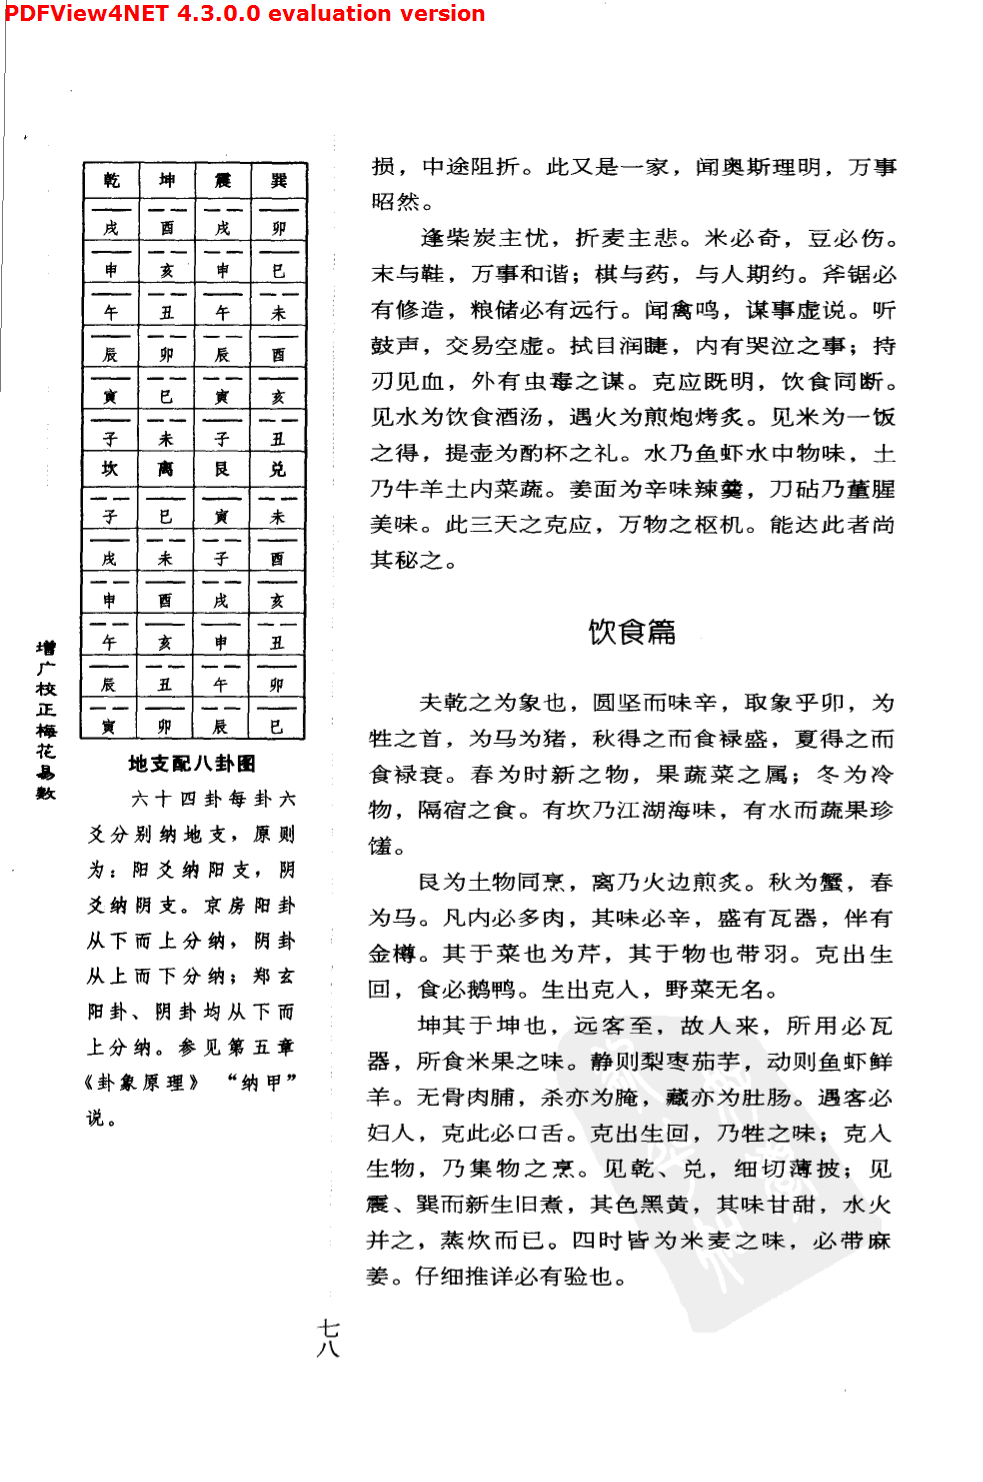 PDFView4NET 4.3.0.0 evaluation version
乾 坤 震 巽
戌 酉 戌 卯
申 亥 申 巳
午 丑 午 未
辰 卯 辰 酉
寅 巳 寅 亥
子 未 子 丑
坎 离 艮 兑
子 巳 寅 未
戌 未 子 酉
申 酉 戌 亥
午 亥 申 丑
辰 丑 午 卯
寅 卯 辰 巳
地支配八卦图
六十四卦每卦六
爻分别纳地支，原则
为：阳爻纳阳支，阴
爻纳阴支。京房阳卦
从下而上分纳，阴卦
从上而下分纳；郑玄
阳卦、阴卦均从下而
上分纳。参见第五章
《卦象原理》“纳甲”
说。
增广校正梅花易数
损，中途阻折。此又是一家，闻奥斯理明，万事
昭然。
逢柴炭主忧，折麦主悲。米必奇，豆必伤。
末与鞋，万事和谐；棋与药，与人期约。斧锯必
有修造，粮储必有远行。闻禽鸣，谋事虚说。听
鼓声，交易空虚。拭目润睫，内有哭泣之事；持
刃见血，外有虫毒之谋。克应既明，饮食同断。
见水为饮食酒汤，遇火为煎炮烤炙。见米为一饭
之得，提壶为酌杯之礼。水乃鱼虾水中物味，土
乃牛羊土内菜蔬。姜面为辛味辣羹，刀砧乃董腥
美味。此三天之克应，万物之枢机。能达此者尚
其秘之。
饮食篇
夫乾之为象也，圆坚而味辛，取象乎卵，为
牲之首，为马为猪，秋得之而食禄盛，夏得之而
食禄衰。春为时新之物，果蔬菜之属；冬为冷
物，隔宿之食。有坎乃江湖海味，有水而蔬果珍
馐。
艮为土物同烹，离乃火边煎炙。秋为蟹，春
为马。凡内必多肉，其味必辛，盛有瓦器，伴有
金樽。其于菜也为芹，其于物也带羽。克出生
回，食必鹅鸭。生出克入，野菜无名。
坤其于坤也，远客至，故人来，所用必瓦
器，所食米果之味。静则梨枣茄芋，动则鱼虾鲜
羊。无骨肉脯，杀亦为腌，藏亦为肚肠。遇客必
妇人，克此必口舌。克出生回，乃牲之味；克入
生物，乃集物之烹。见乾、兑，细切薄披；见
震、巽而新生旧煮，其色黑黄，其味甘甜，水火
并之，蒸炊而已。四时皆为米麦之味，必带麻
姜。仔细推详必有验也。
七八